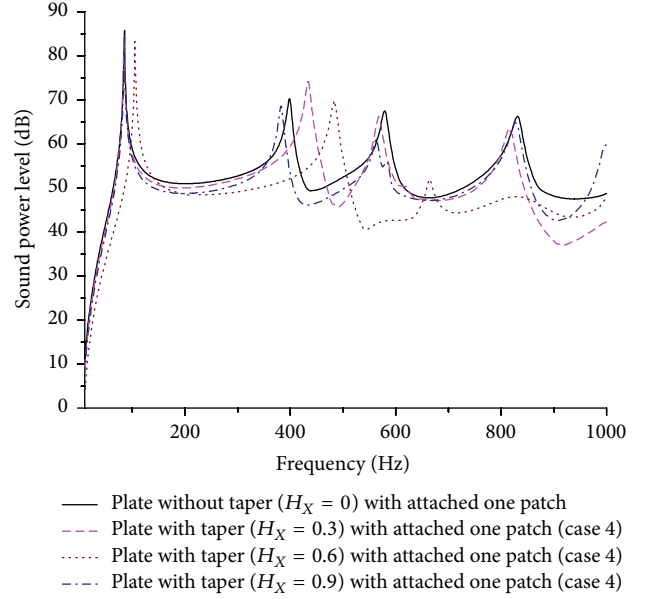 90
80
70
60
50
40
30
20
10
0
Sound power level (dB)
200 400 600 800 1000
Frequency (Hz)
Plate without taper (H_X = 0) with attached one patch
Plate with taper (H_X = 0.3) with attached one patch (case 4)
Plate with taper (H_X = 0.6) with attached one patch (case 4)
Plate with taper (H_X = 0.9) with attached one patch (case 4)